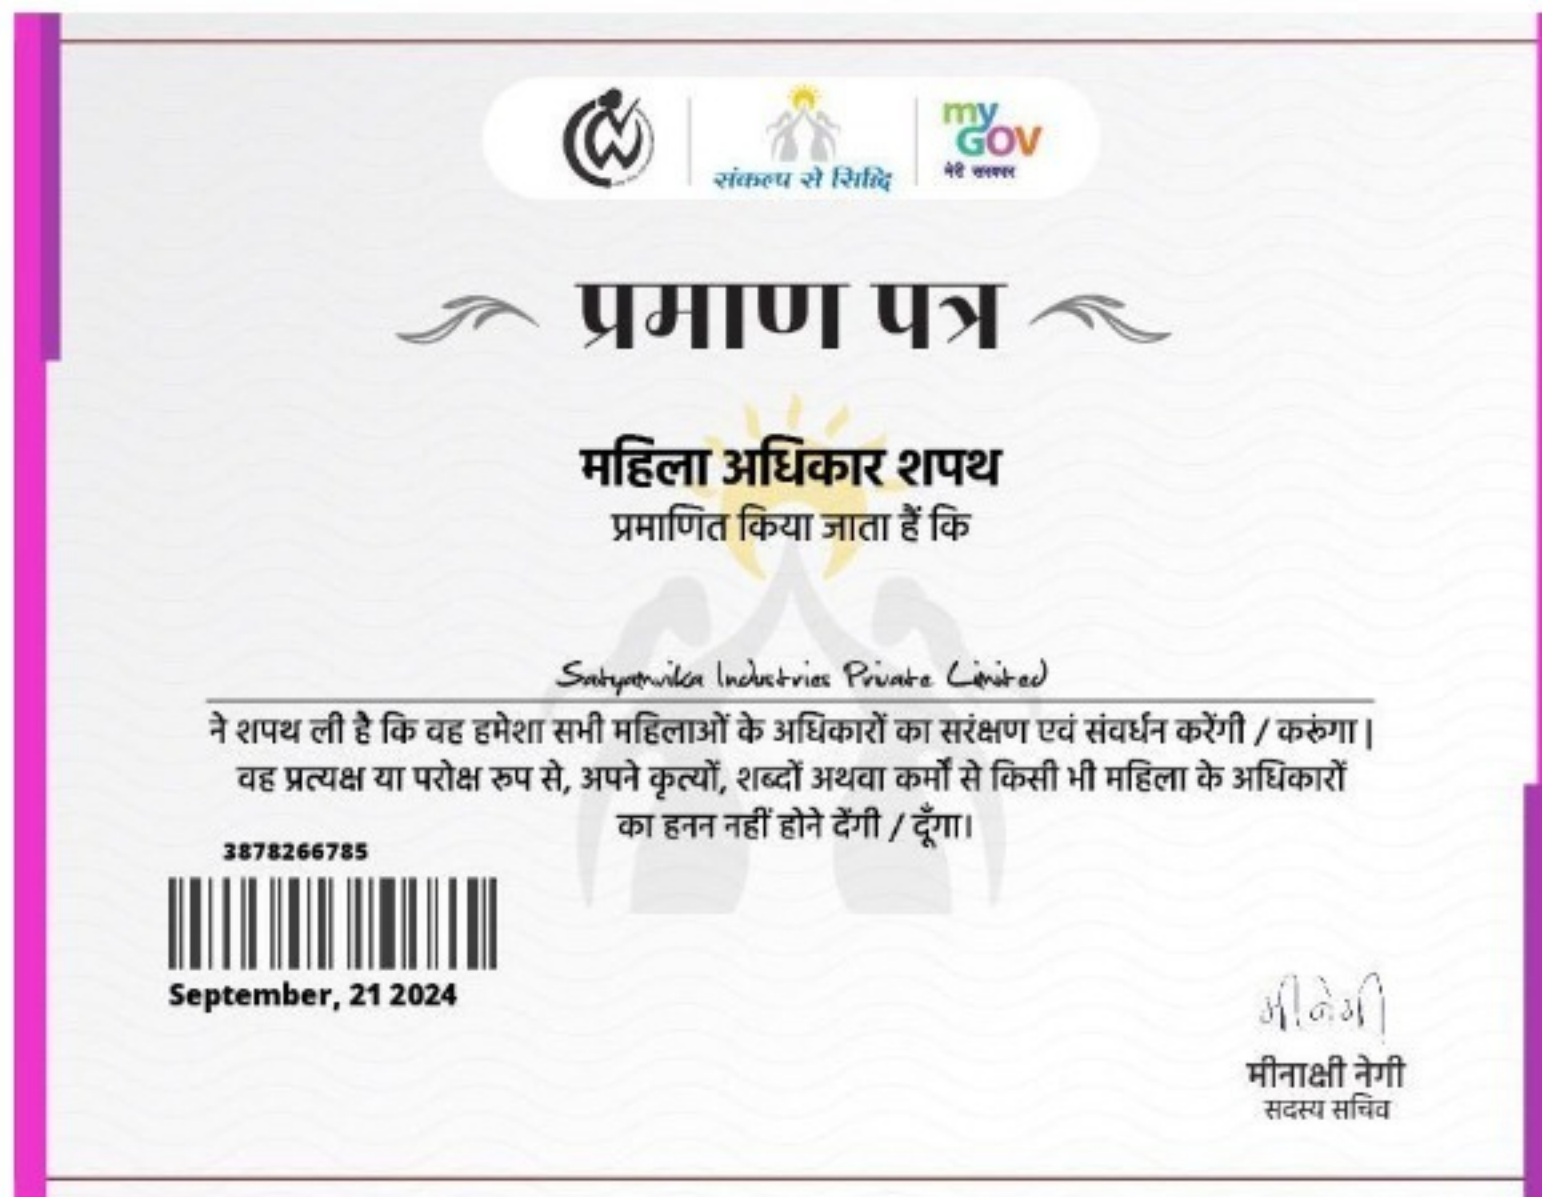 संकल्प से सिद्धि
my
GOV
मेरी सरकार
प्रमाण पत्र
महिला अधिकार शपथ
प्रमाणित किया जाता हैं कि
Satyamvika Industries Private Limited
ने शपथ ली है कि वह हमेशा सभी महिलाओं के अधिकारों का सरंक्षण एवं संवर्धन करेंगी / करुंगा |
वह प्रत्यक्ष या परोक्ष रूप से, अपने कृत्यों, शब्दों अथवा कर्मों से किसी भी महिला के अधिकारों
का हनन नहीं होने देंगी / दूँगा।
3878266785
September, 21 2024
मीनाक्षी नेगी
सदस्य सचिव